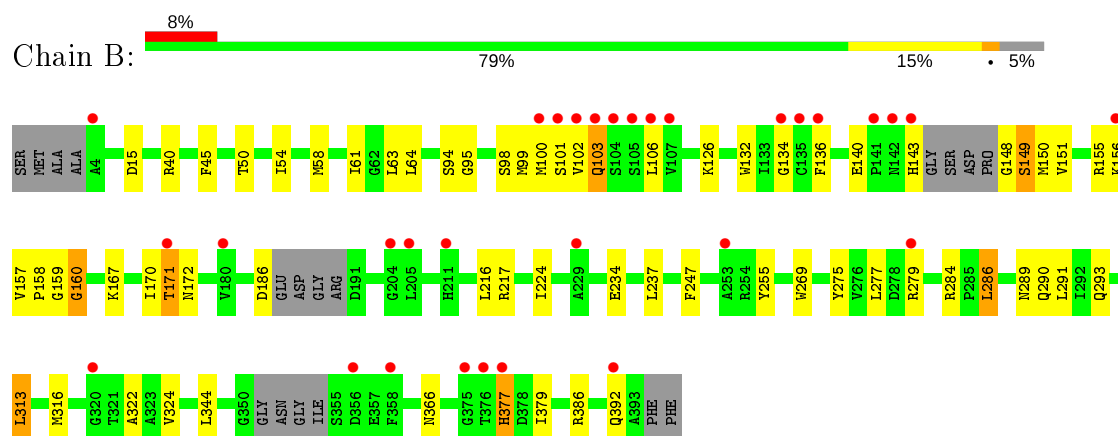 8%
Chain B:
79% 15% • 5%
SER MET ALA ALA A4 D15 R40 F45 T50 I54 M58 I61 G62 L63 L64 S94 G95 S98 M99 M100 S101 V102 Q103 S104 S105 L106 V107 K126 W132 I133 G134 C135 F136 E140 P141 N142 H143 GLY SER ASP PRO G148 S149 M150 V151 R155 K156
V157 P158 G159 G160 K167 I170 T171 N172 V180 D186 GLU ASP GLY ARG D191 G204 L205 H211 L216 R217 I224 A229 E234 L237 F247 A253 R254 Y255 W269 Y275 V276 L277 D278 R279 R284 P285 L286 N289 Q290 L291 I292 Q293
L313 M316 G320 T321 A322 A323 V324 L344 G350 GLY ASN GLY ILE S355 D356 E357 F358 N366 G375 T376 H377 D378 I379 R386 Q392 A393 PHE PHE